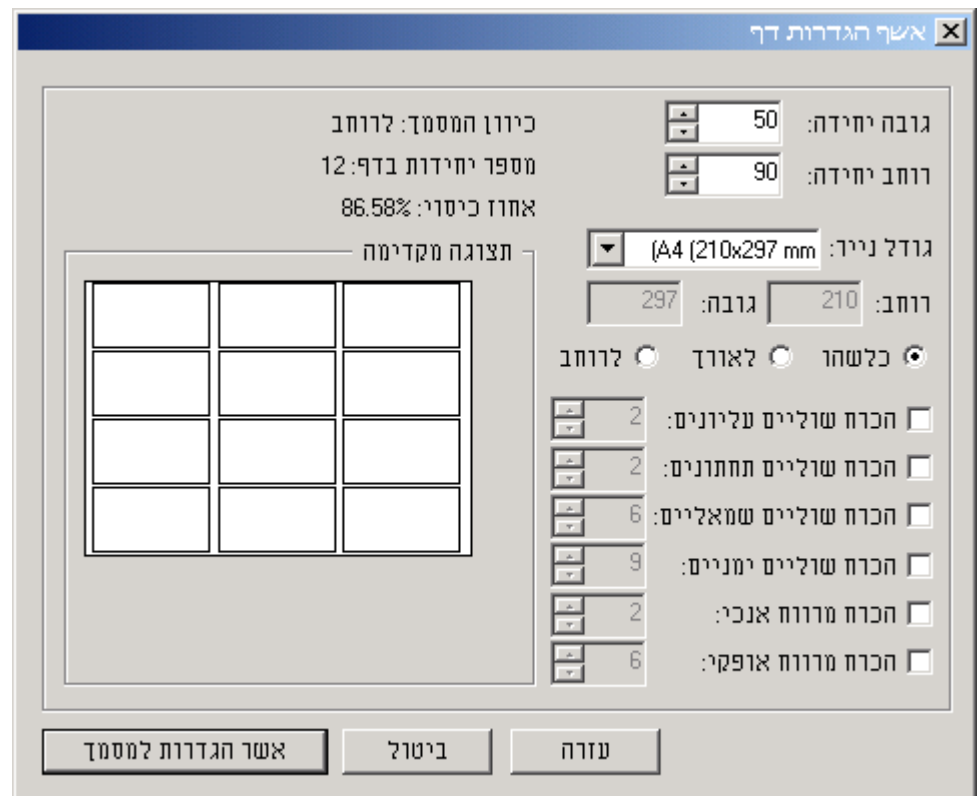 אשף הגדרות דף
גובה יחידה: 50
רוחב יחידה: 90
גודל נייר: (A4 (210x297 mm
רוחב: 210 גובה: 297
כלשהו לאורך לרוחב
הכרח שוליים עליונים: 2
הכרח שוליים תחתונים: 2
הכרח שוליים שמאליים: 6
הכרח שוליים ימניים: 9
הכרח מרווח אנכי: 2
הכרח מרווח אופקי: 6
כיוון המסמך: לרוחב
מספר יחידות בדף: 12
אחוז כיסוי: 86.58%
תצוגה מקדימה
עזרה
ביטול
אשר הגדרות למסמך